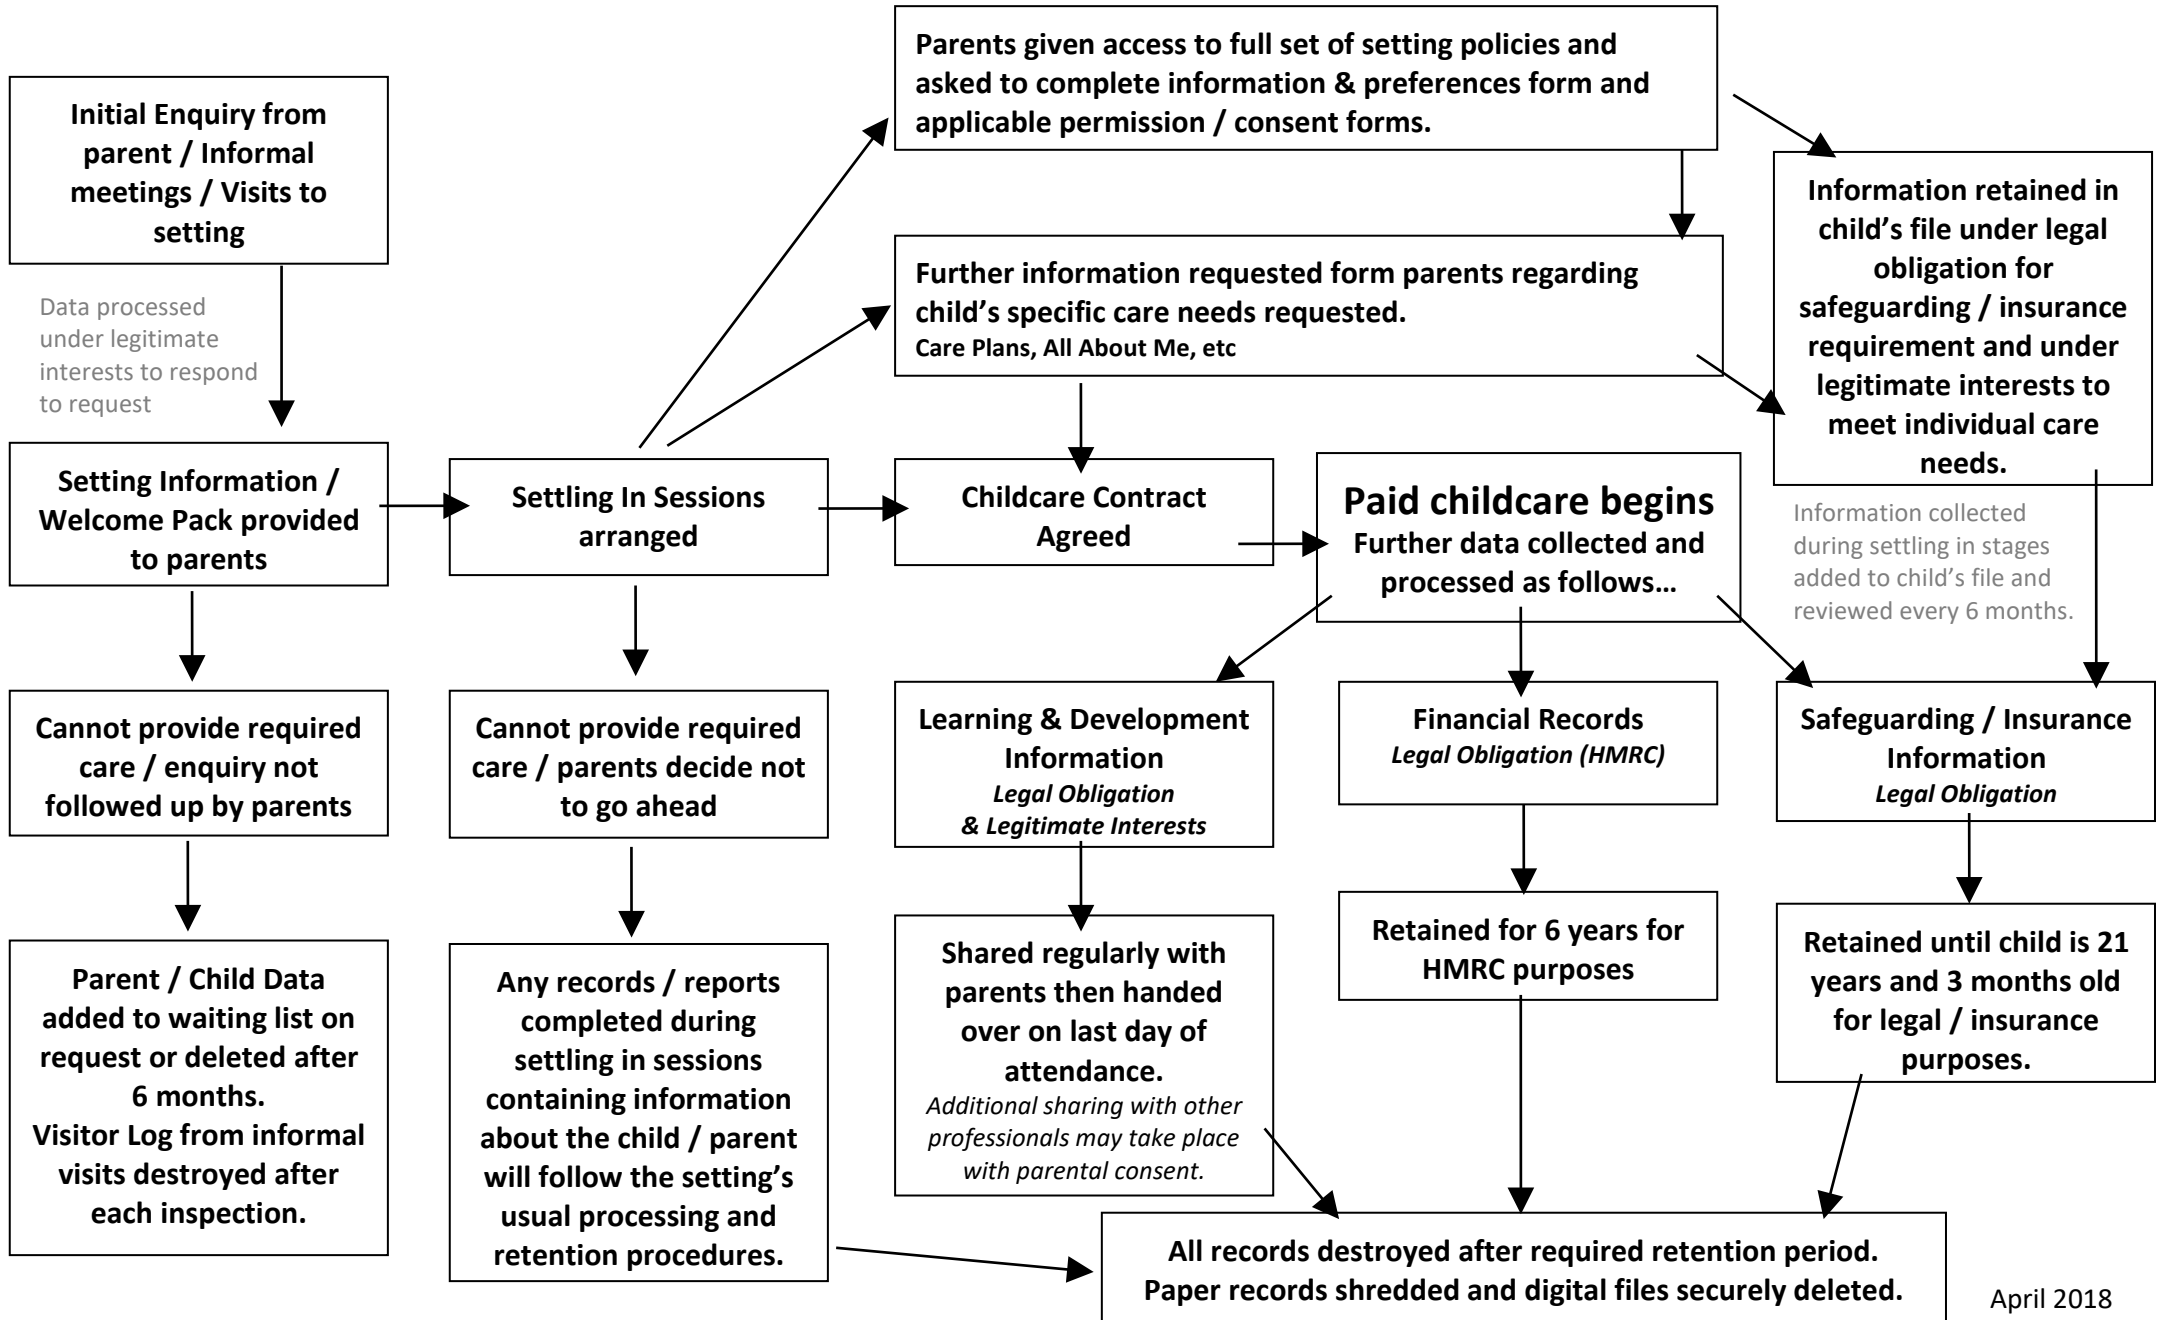 Initial Enquiry from
parent / Informal
meetings / Visits to
setting
Data processed
under legitimate
interests to respond
to request
Setting Information /
Welcome Pack provided
to parents
Cannot provide required
care / enquiry not
followed up by parents
Parent / Child Data
added to waiting list on
request or deleted after
6 months.
Visitor Log from informal
visits destroyed after
each inspection.
Settling In Sessions
arranged
Cannot provide required
care / parents decide not
to go ahead
Any records / reports
completed during
settling in sessions
containing information
about the child / parent
will follow the setting’s
usual processing and
retention procedures.
Parents given access to full set of setting policies and
asked to complete information & preferences form and
applicable permission / consent forms.
Further information requested form parents regarding
child’s specific care needs requested.
Care Plans, All About Me, etc
Information retained in
child’s file under legal
obligation for
safeguarding / insurance
requirement and under
legitimate interests to
meet individual care
needs.
Information collected
during settling in stages
added to child’s file and
reviewed every 6 months.
Childcare Contract
Agreed
Paid childcare begins
Further data collected and
processed as follows…
Learning & Development
Information
Legal Obligation
& Legitimate Interests
Shared regularly with
parents then handed
over on last day of
attendance.
Additional sharing with other
professionals may take place
with parental consent.
Financial Records
Legal Obligation (HMRC)
Retained for 6 years for
HMRC purposes
Safeguarding / Insurance
Information
Legal Obligation
Retained until child is 21
years and 3 months old
for legal / insurance
purposes.
All records destroyed after required retention period.
Paper records shredded and digital files securely deleted.
April 2018